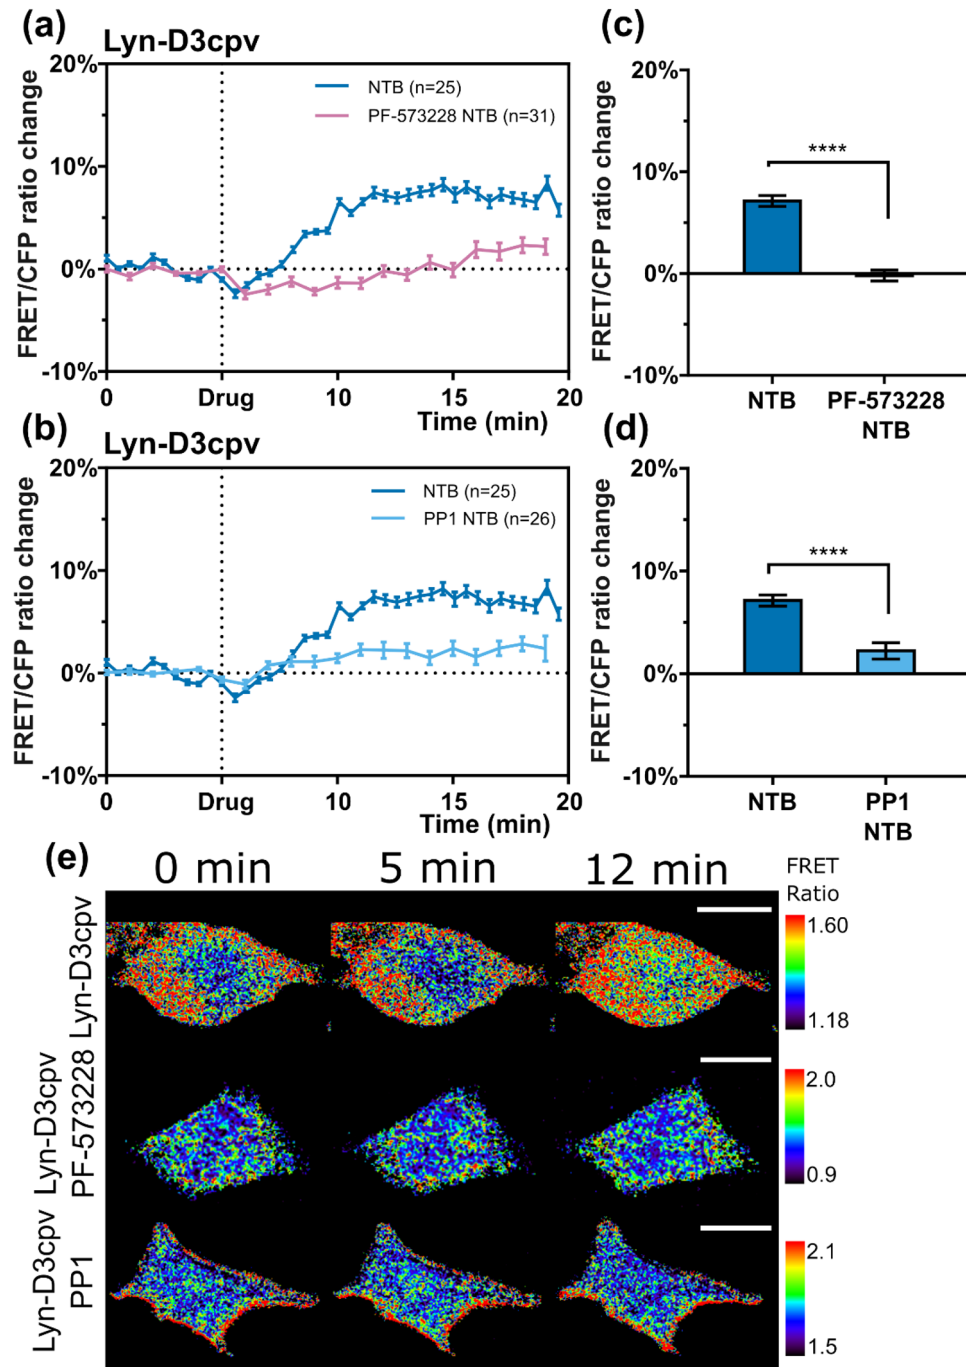 (a)
Lyn-D3cpv
20%
10%
0%
-10%
FRET/CFP ratio change
NTB (n=25)
PF-573228 NTB (n=31)
0
Drug
10
15
20
Time (min)
(c)
20%
10%
0%
-10%
FRET/CFP ratio change
****
NTB
PF-573228
NTB
(b)
Lyn-D3cpv
20%
10%
0%
-10%
FRET/CFP ratio change
NTB (n=25)
PP1 NTB (n=26)
0
Drug
10
15
20
Time (min)
(d)
20%
10%
0%
-10%
FRET/CFP ratio change
****
NTB
PP1
NTB
(e)
0 min
5 min
12 min
FRET
Ratio
Lyn-D3cpv
1.60
1.18
Lyn-D3cpv
PF-573228
2.0
0.9
Lyn-D3cpv
PP1
2.1
1.5